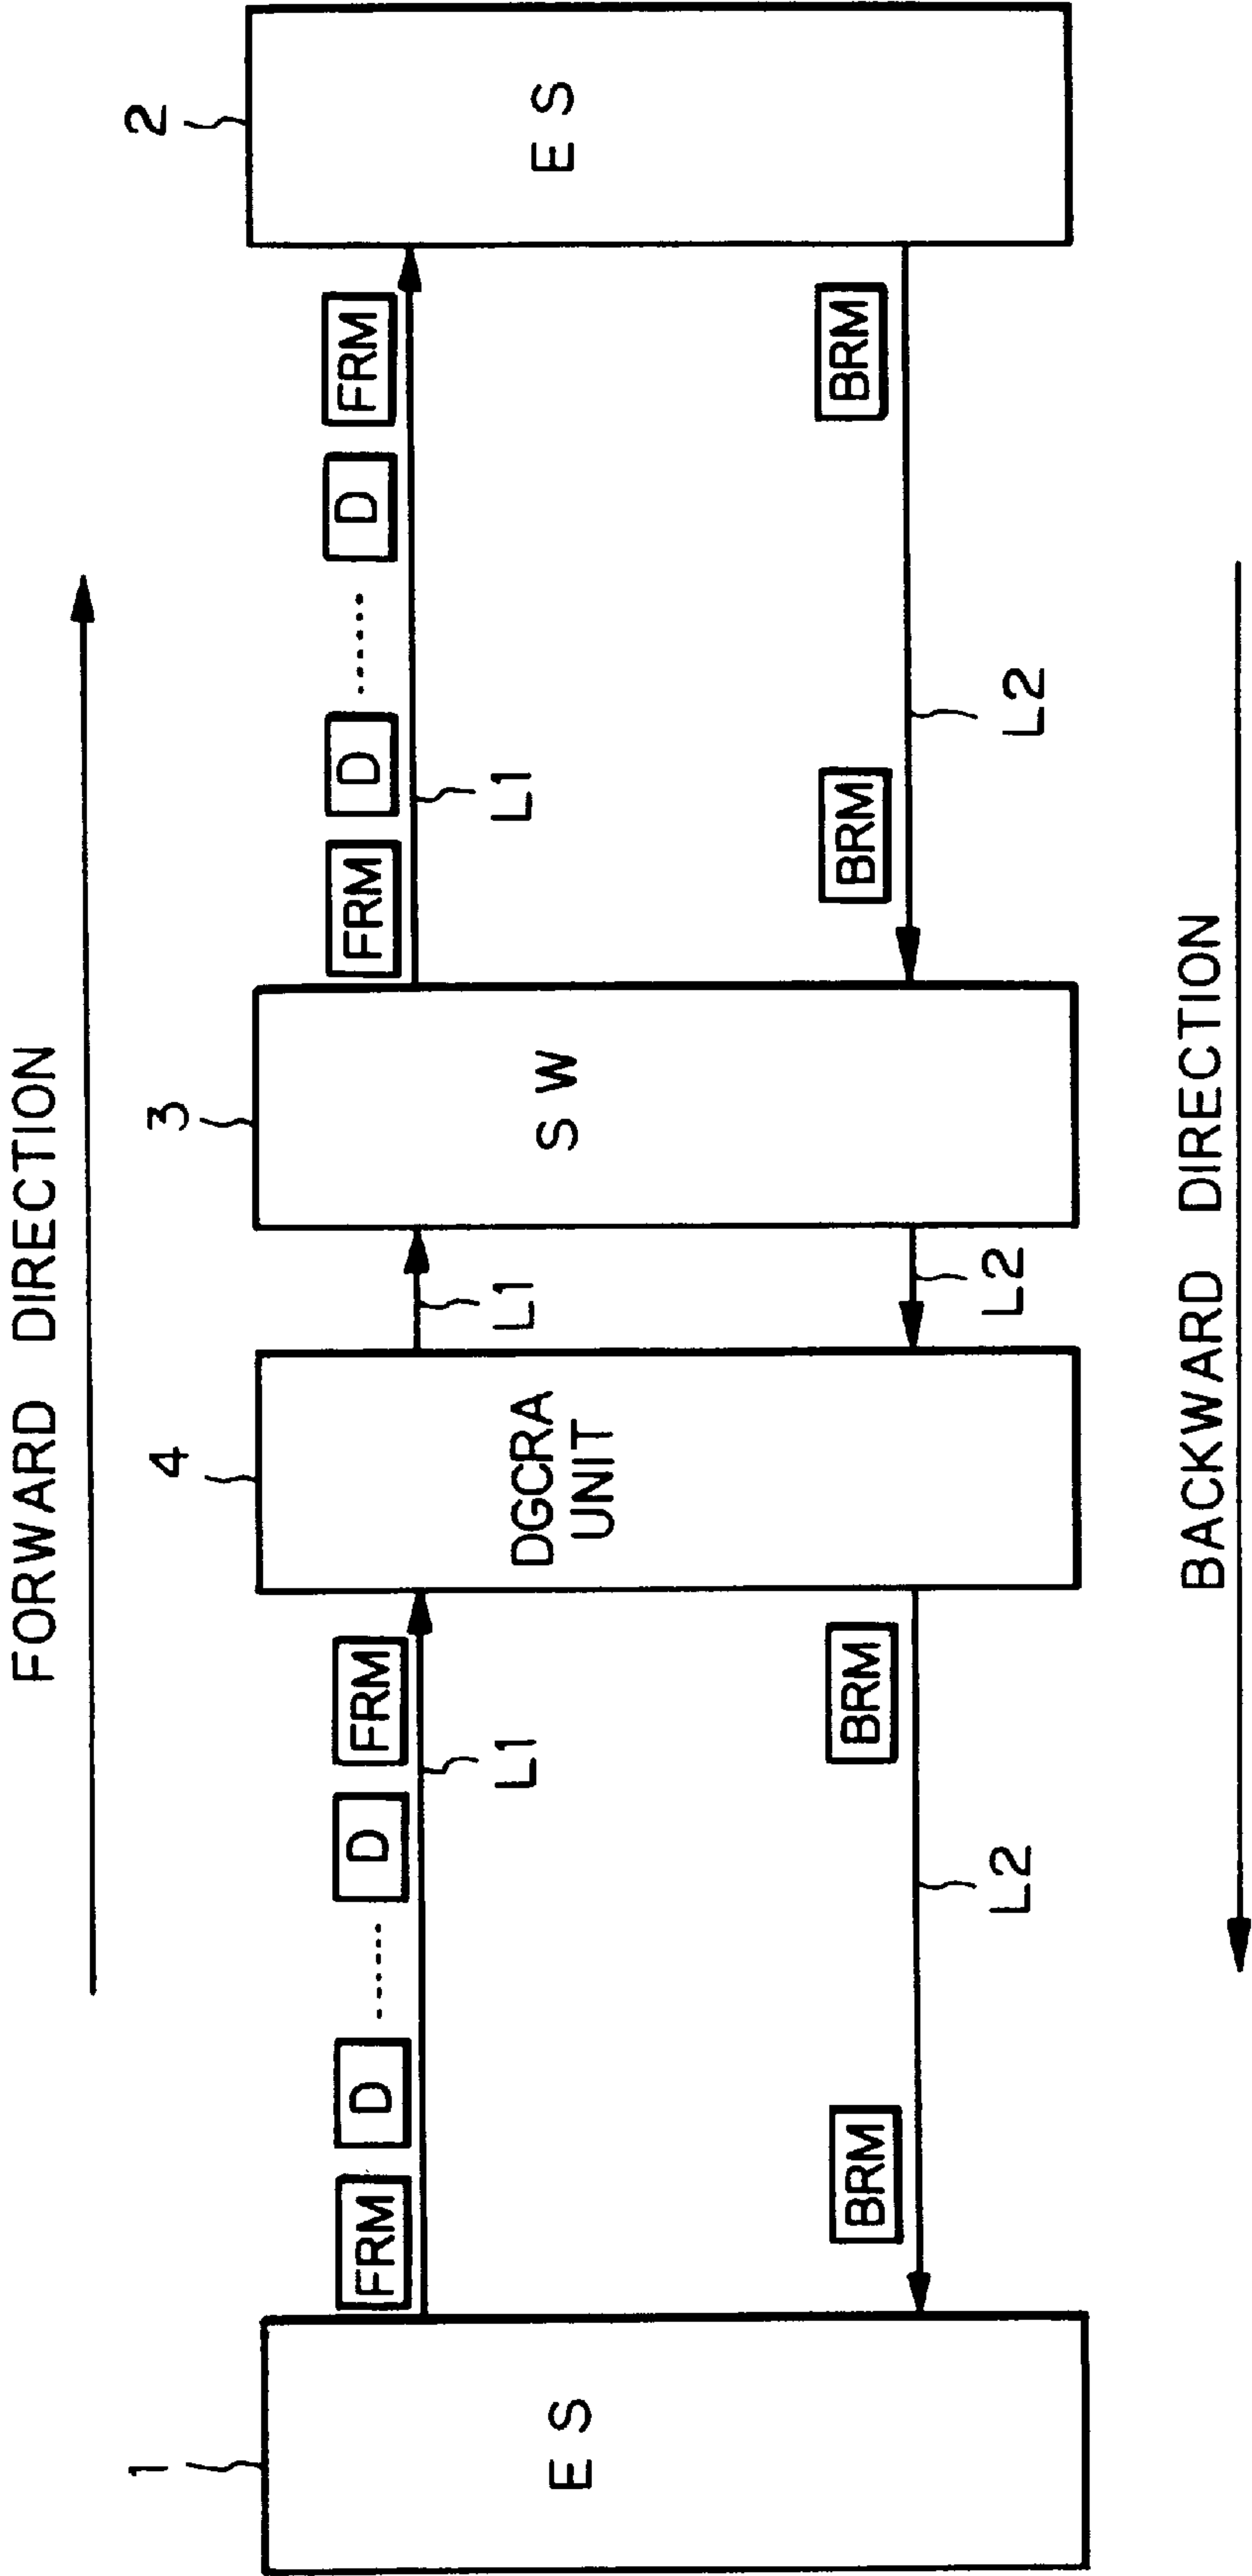 FORWARD DIRECTION
1
4
3
2
FRM D ...... D FRM
FRM D ...... D FRM
L1
L1
L1
E S
DGCRA
UNIT
S W
E S
BRM
BRM
BRM
BRM
L2
L2
L2
BACKWARD DIRECTION